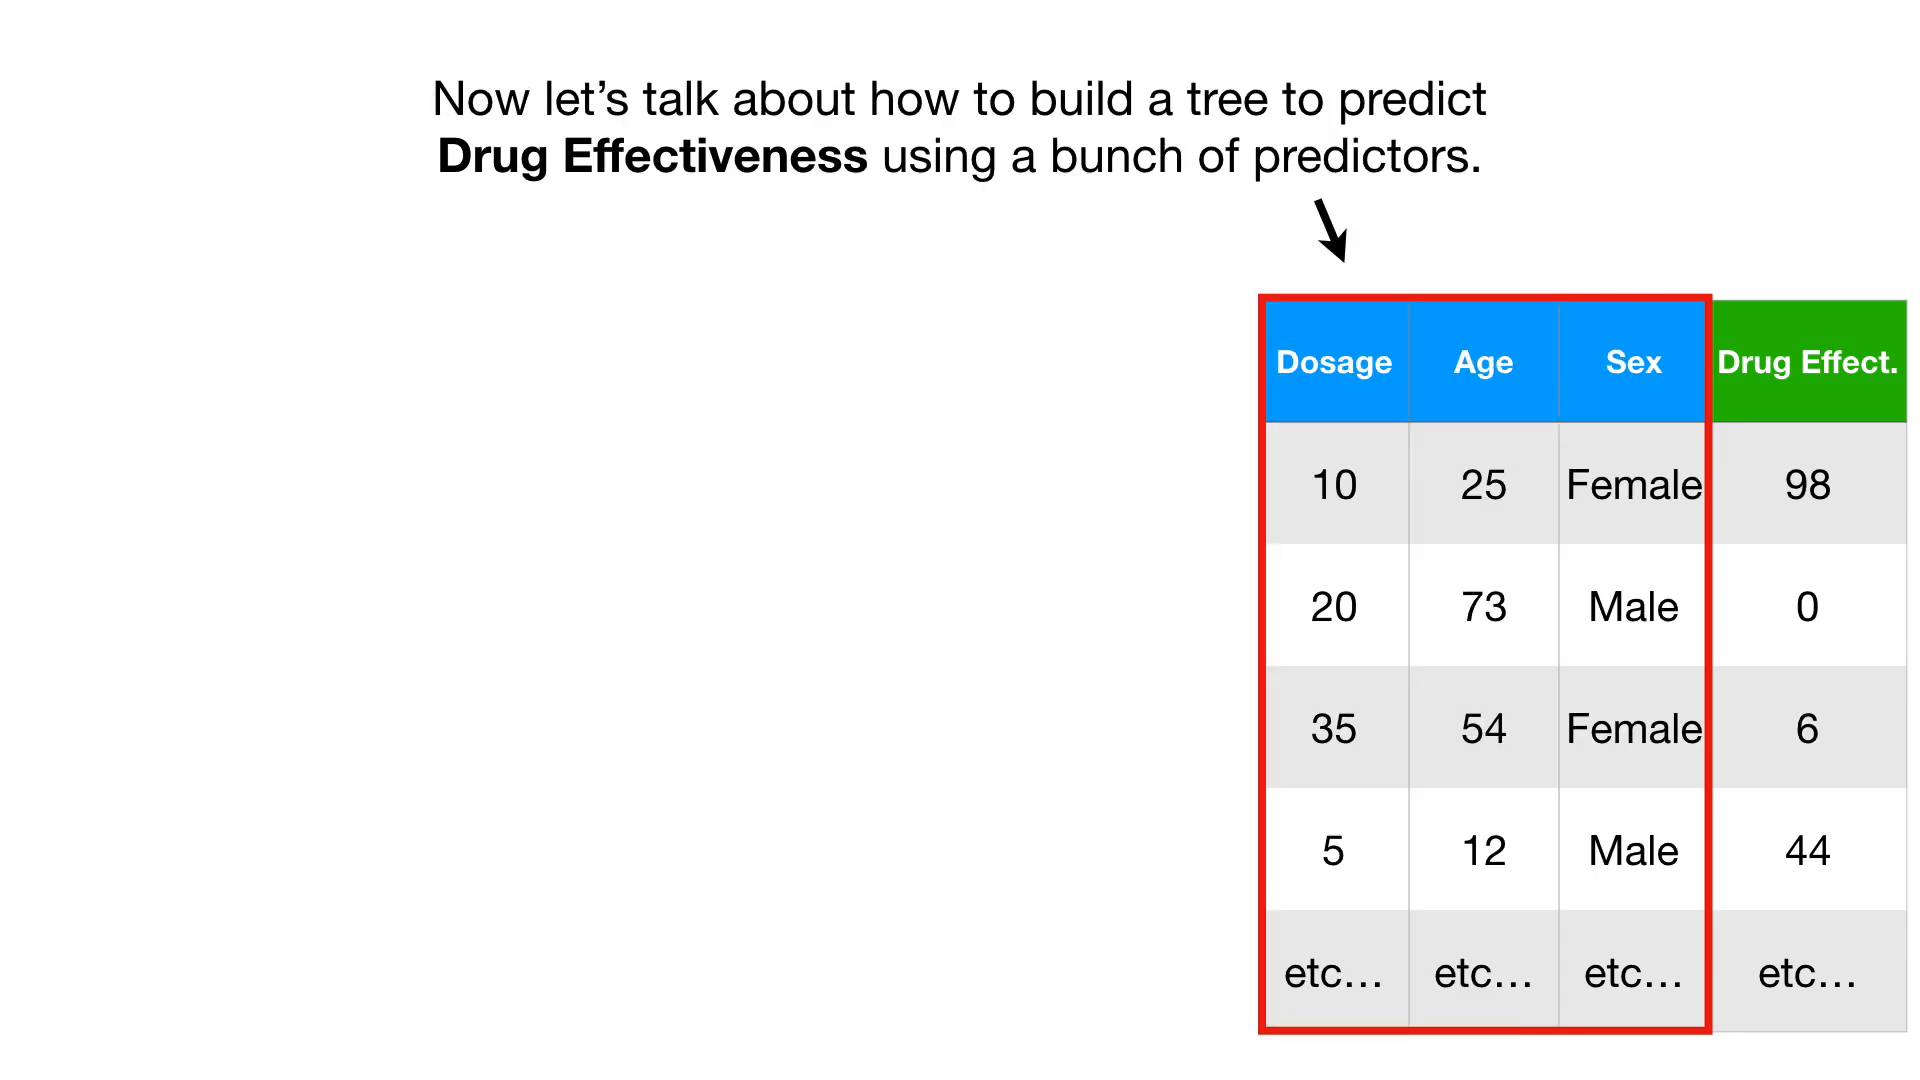 Now let’s talk about how to build a tree to predict
Drug Effectiveness using a bunch of predictors.
Dosage Age Sex Drug Effect.
10 25 Female 98
20 73 Male 0
35 54 Female 6
5 12 Male 44
etc… etc… etc… etc…